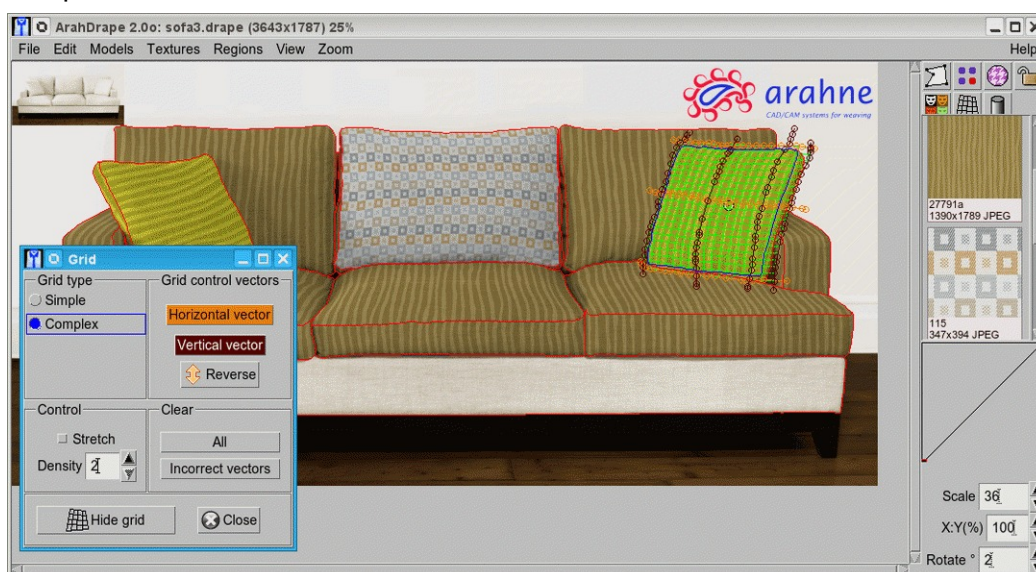 ArahDrape 2.0o: sofa3.drape (3643x1787) 25%
File Edit Models Textures Regions View Zoom Help
arahne
CAD/CAM systems for weaving
27791a
1390x1789 JPEG
115
347x394 JPEG
Grid
Grid type
Simple
Complex
Grid control vectors
Horizontal vector
Vertical vector
Reverse
Control
Stretch
Density 2
Clear
All
Incorrect vectors
Hide grid
Close
Scale 36
X:Y(%) 100
Rotate ° 2